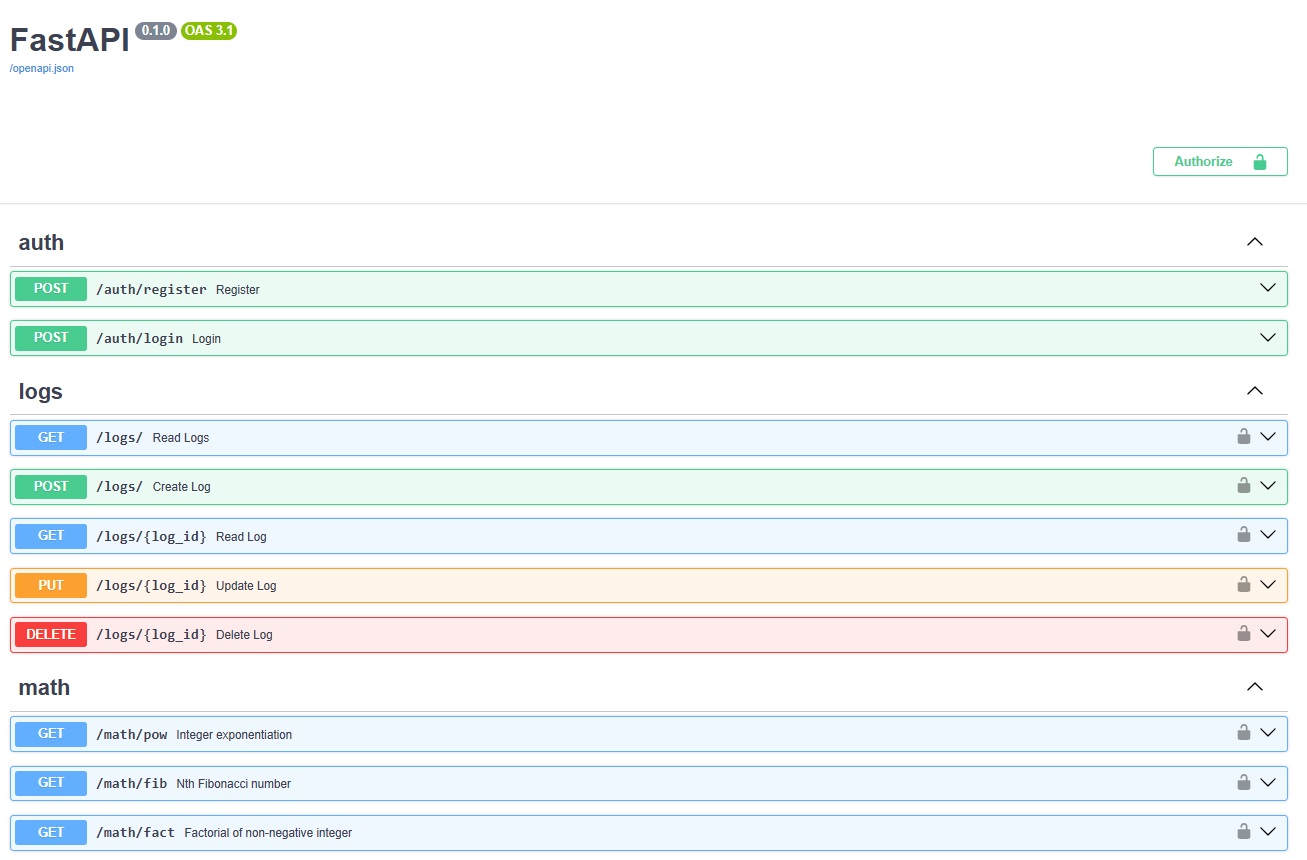 FastAPI 0.1.0 OAS 3.1
/openapi.json
Authorize
auth
POST /auth/register Register
POST /auth/login Login
logs
GET /logs/ Read Logs
POST /logs/ Create Log
GET /logs/{log_id} Read Log
PUT /logs/{log_id} Update Log
DELETE /logs/{log_id} Delete Log
math
GET /math/pow Integer exponentiation
GET /math/fib Nth Fibonacci number
GET /math/fact Factorial of non-negative integer